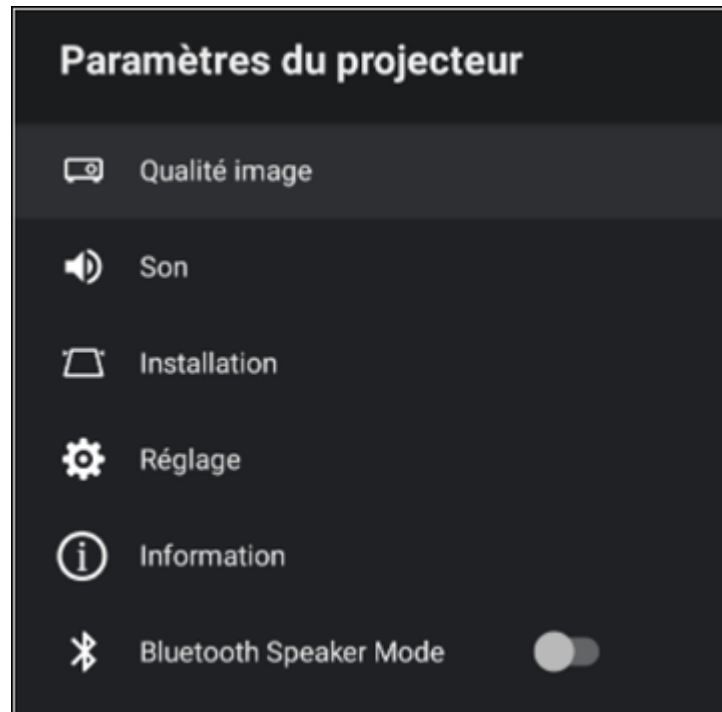 Paramètres du projecteur
Qualité image
Son
Installation
Réglage
Information
Bluetooth Speaker Mode